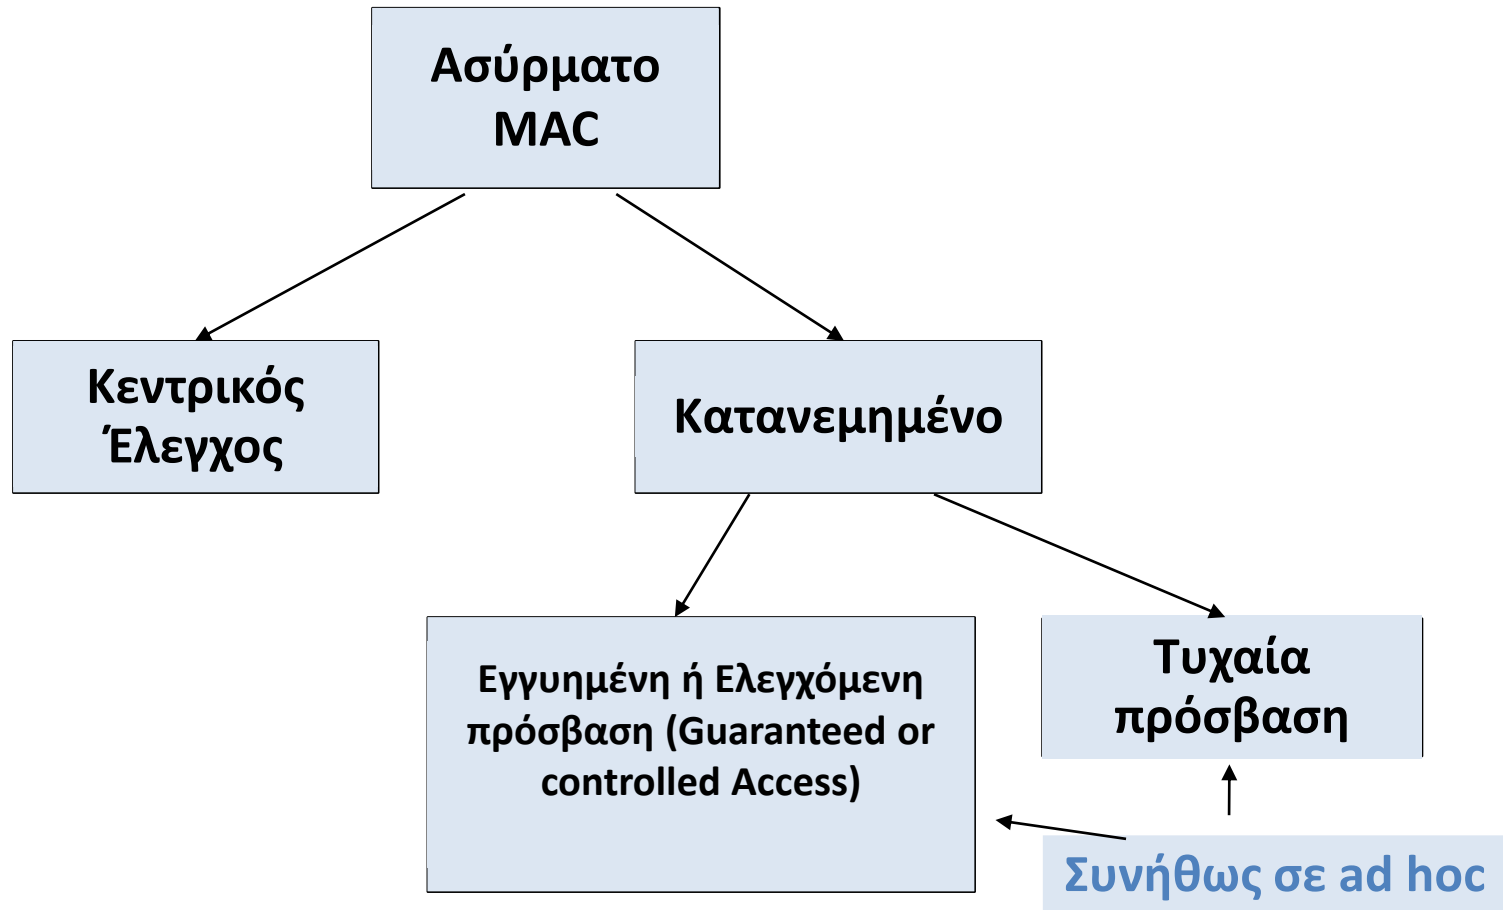 Ασύρματο
MAC
Κεντρικός
Έλεγχος
Κατανεμημένο
Εγγυημένη ή Ελεγχόμενη
πρόσβαση (Guaranteed or
controlled Access)
Τυχαία
πρόσβαση
Συνήθως σε ad hoc